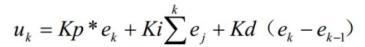 u_k = Kp * e_k + Ki ∑^k e_j + Kd （e_k − e_{k−1}）